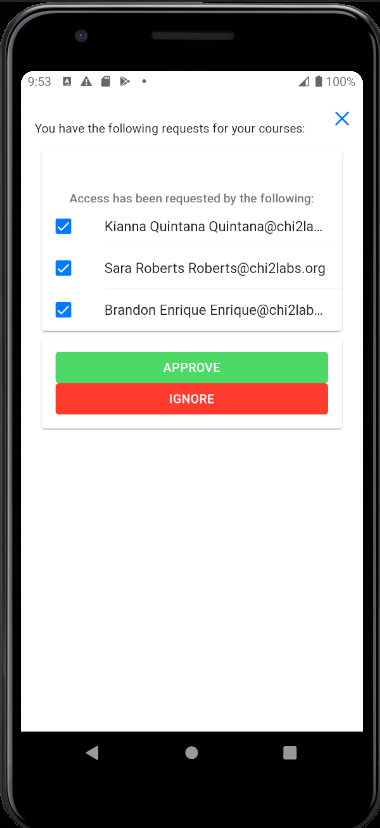 9:53
100%
You have the following requests for your courses:
Access has been requested by the following:
Kianna Quintana Quintana@chi2la...
Sara Roberts Roberts@chi2labs.org
Brandon Enrique Enrique@chi2lab...
APPROVE
IGNORE